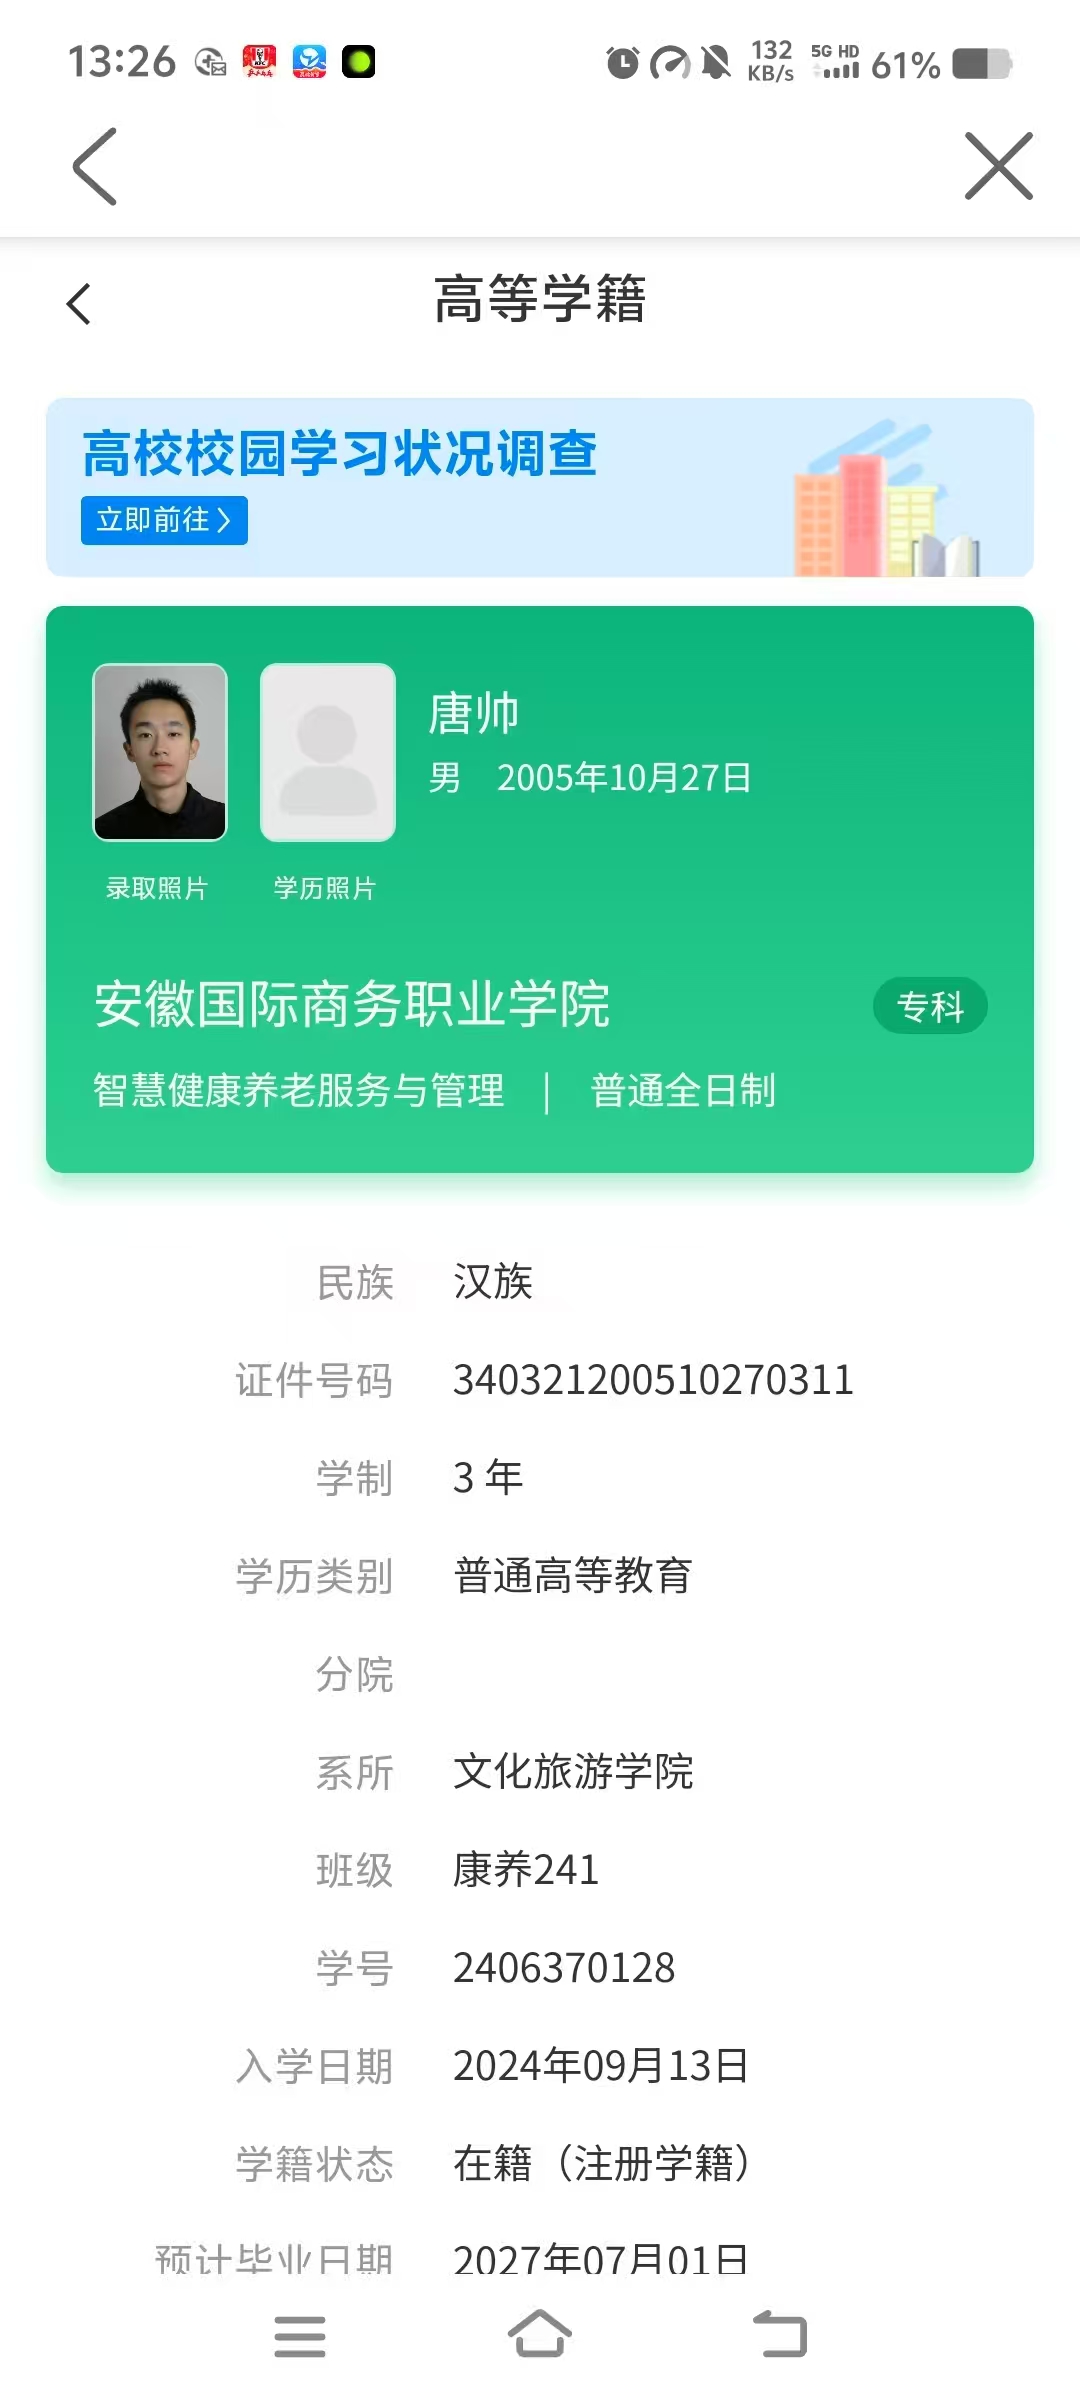 13:26
132 KB/s
5G HD
61%
高等学籍
高校校园学习状况调查
立即前往
唐帅
男 2005年10月27日
录取照片 学历照片
安徽国际商务职业学院 专科
智慧健康养老服务与管理 | 普通全日制
民族 汉族
证件号码 340321200510270311
学制 3 年
学历类别 普通高等教育
分院
系所 文化旅游学院
班级 康养241
学号 2406370128
入学日期 2024年09月13日
学籍状态 在籍（注册学籍）
预计毕业日期 2027年07月01日